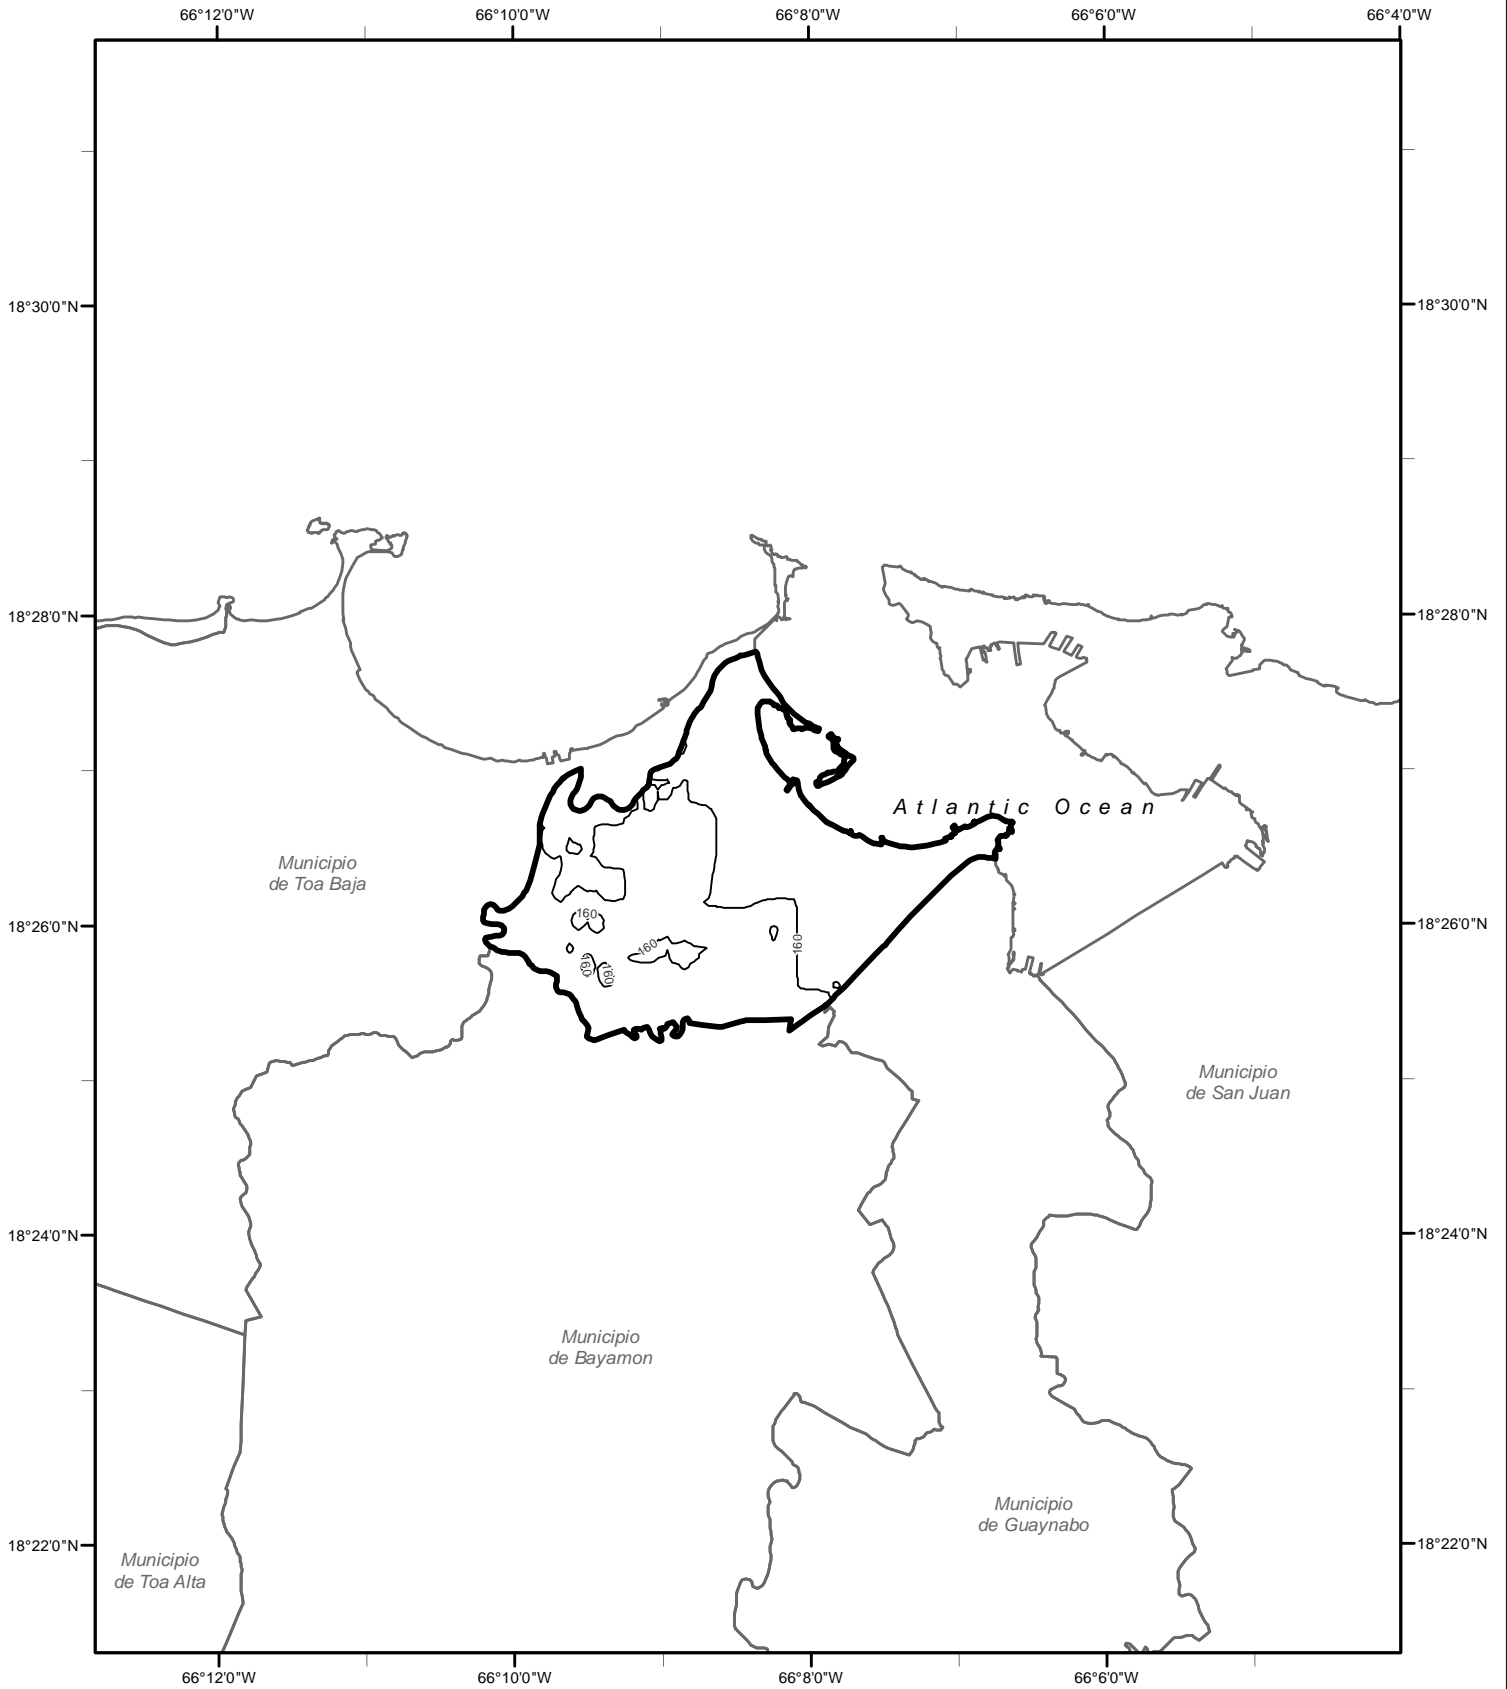 66°12'0"W 66°10'0"W 66°8'0"W 66°6'0"W 66°4'0"W
18°30'0"N 18°30'0"N
18°28'0"N 18°28'0"N
Atlantic Ocean
Municipio
de Toa Baja
160
18°26'0"N 18°26'0"N
160
160
160
160
Municipio
de San Juan
18°24'0"N 18°24'0"N
Municipio
de Bayamon
Municipio
de Guaynabo
18°22'0"N 18°22'0"N
Municipio
de Toa Alta
66°12'0"W 66°10'0"W 66°8'0"W 66°6'0"W